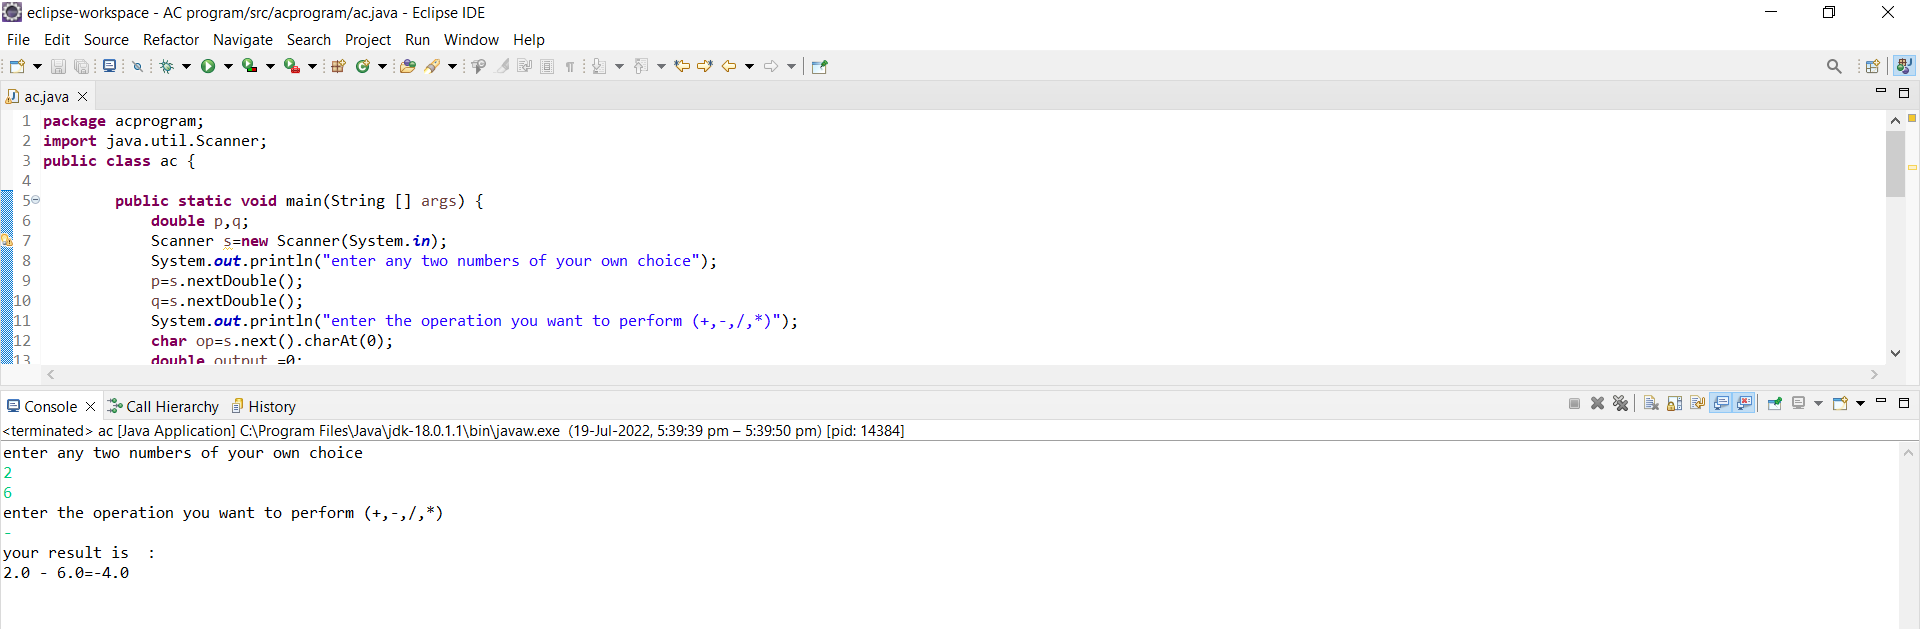 eclipse-workspace - AC program/src/acprogram/ac.java - Eclipse IDE
File Edit Source Refactor Navigate Search Project Run Window Help
ac.java
1 package acprogram;
2 import java.util.Scanner;
3 public class ac {
4
5 public static void main(String [] args) {
6 double p,q;
7 Scanner s=new Scanner(System.in);
8 System.out.println("enter any two numbers of your own choice");
9 p=s.nextDouble();
10 q=s.nextDouble();
11 System.out.println("enter the operation you want to perform (+,-,/,*)");
12 char op=s.next().charAt(0);
13 double output =0;
Console Call Hierarchy History
<terminated> ac [Java Application] C:\Program Files\Java\jdk-18.0.1.1\bin\javaw.exe (19-Jul-2022, 5:39:39 pm – 5:39:50 pm) [pid: 14384]
enter any two numbers of your own choice
2
6
enter the operation you want to perform (+,-,/,*)
-
your result is  :
2.0 - 6.0=-4.0